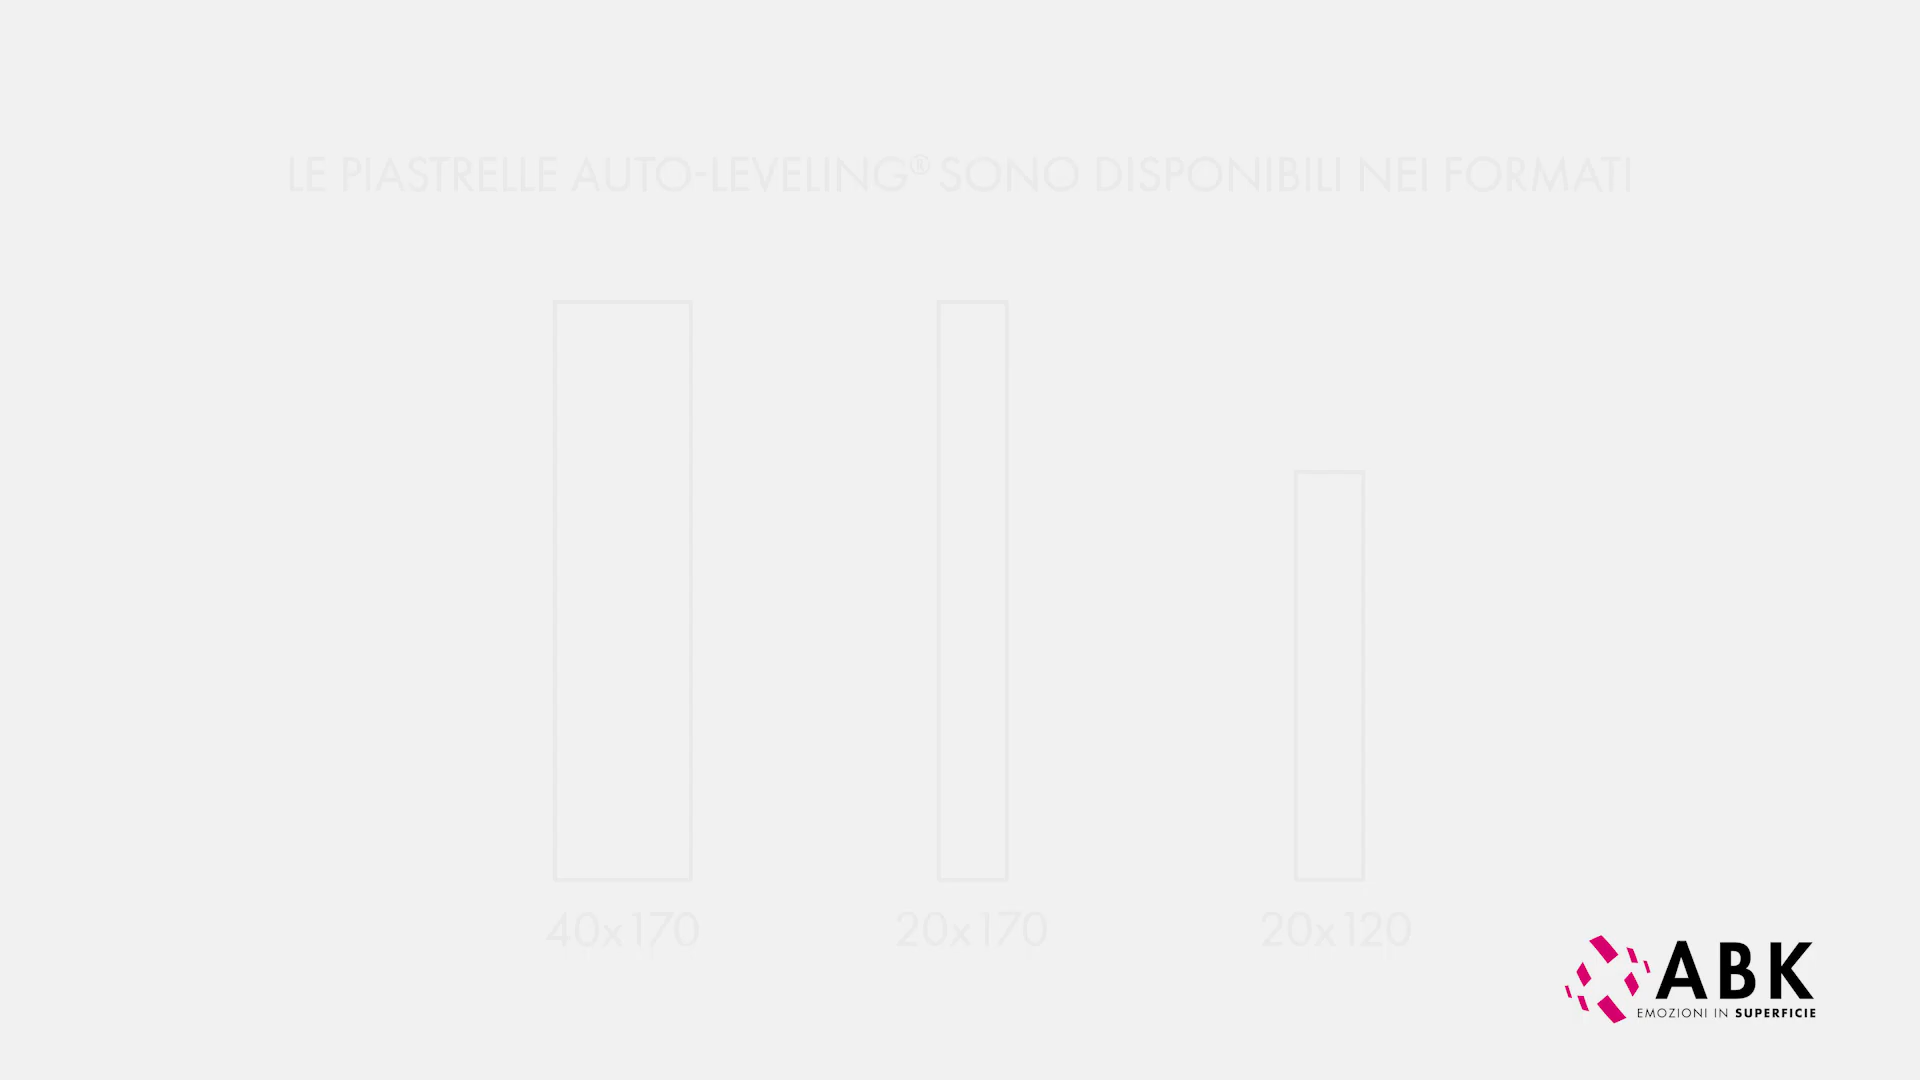 LE PIASTRELLE AUTO-LEVELING® SONO DISPONIBILI NEI FORMATI
40x170
20x170
20x120
ABK
EMOZIONI IN SUPERFICIE